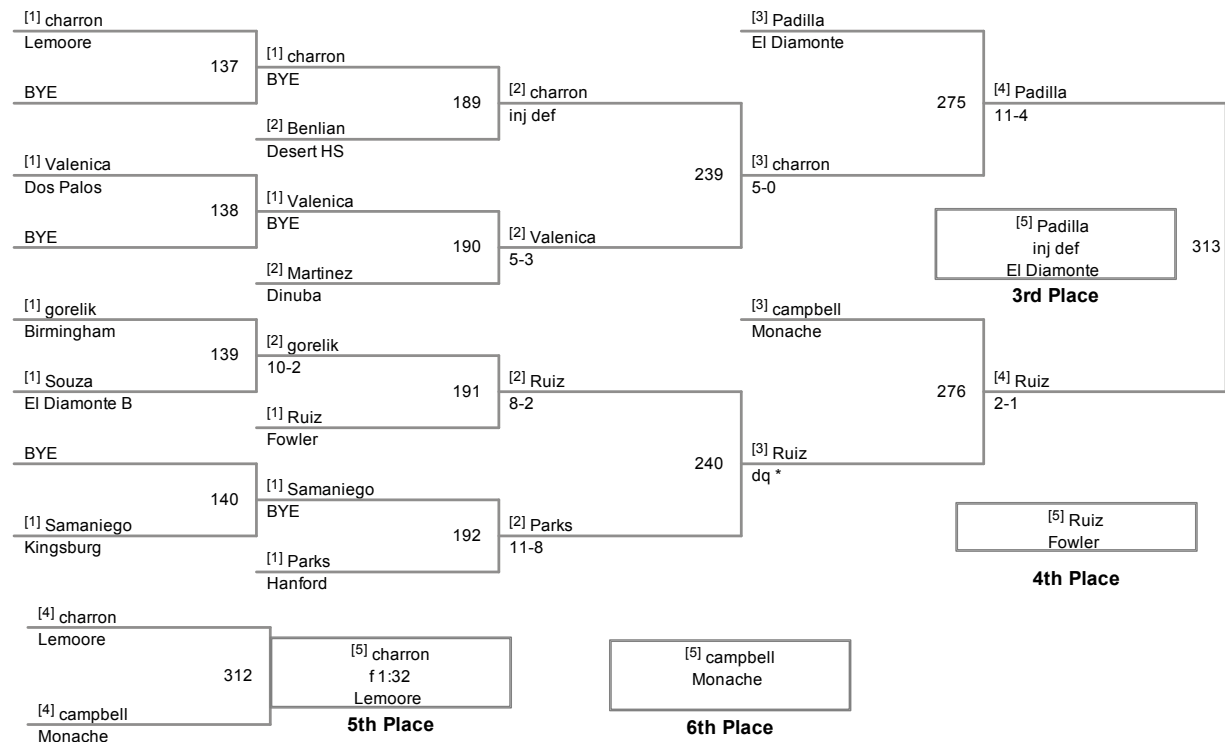 [1] charron
Lemoore
137
BYE
[1] charron
BYE
189
[2] Benlian
Desert HS
[2] charron
inj def
[1] Valenica
Dos Palos
138
BYE
[1] Valenica
BYE
190
[2] Martinez
Dinuba
[2] Valenica
5-3
239
[3] Padilla
El Diamonte
275
[3] charron
5-0
[4] Padilla
11-4
[5] Padilla
inj def
El Diamonte
313
3rd Place
[1] gorelik
Birmingham
139
[1] Souza
El Diamonte B
[2] gorelik
10-2
191
[1] Ruiz
Fowler
[2] Ruiz
8-2
BYE
140
[1] Samaniego
Kingsburg
[1] Samaniego
BYE
192
[1] Parks
Hanford
[2] Parks
11-8
240
[3] campbell
Monache
276
[3] Ruiz
dq *
[4] Ruiz
2-1
[5] Ruiz
Fowler
4th Place
[4] charron
Lemoore
312
[4] campbell
Monache
[5] charron
f 1:32
Lemoore
5th Place
[5] campbell
Monache
6th Place